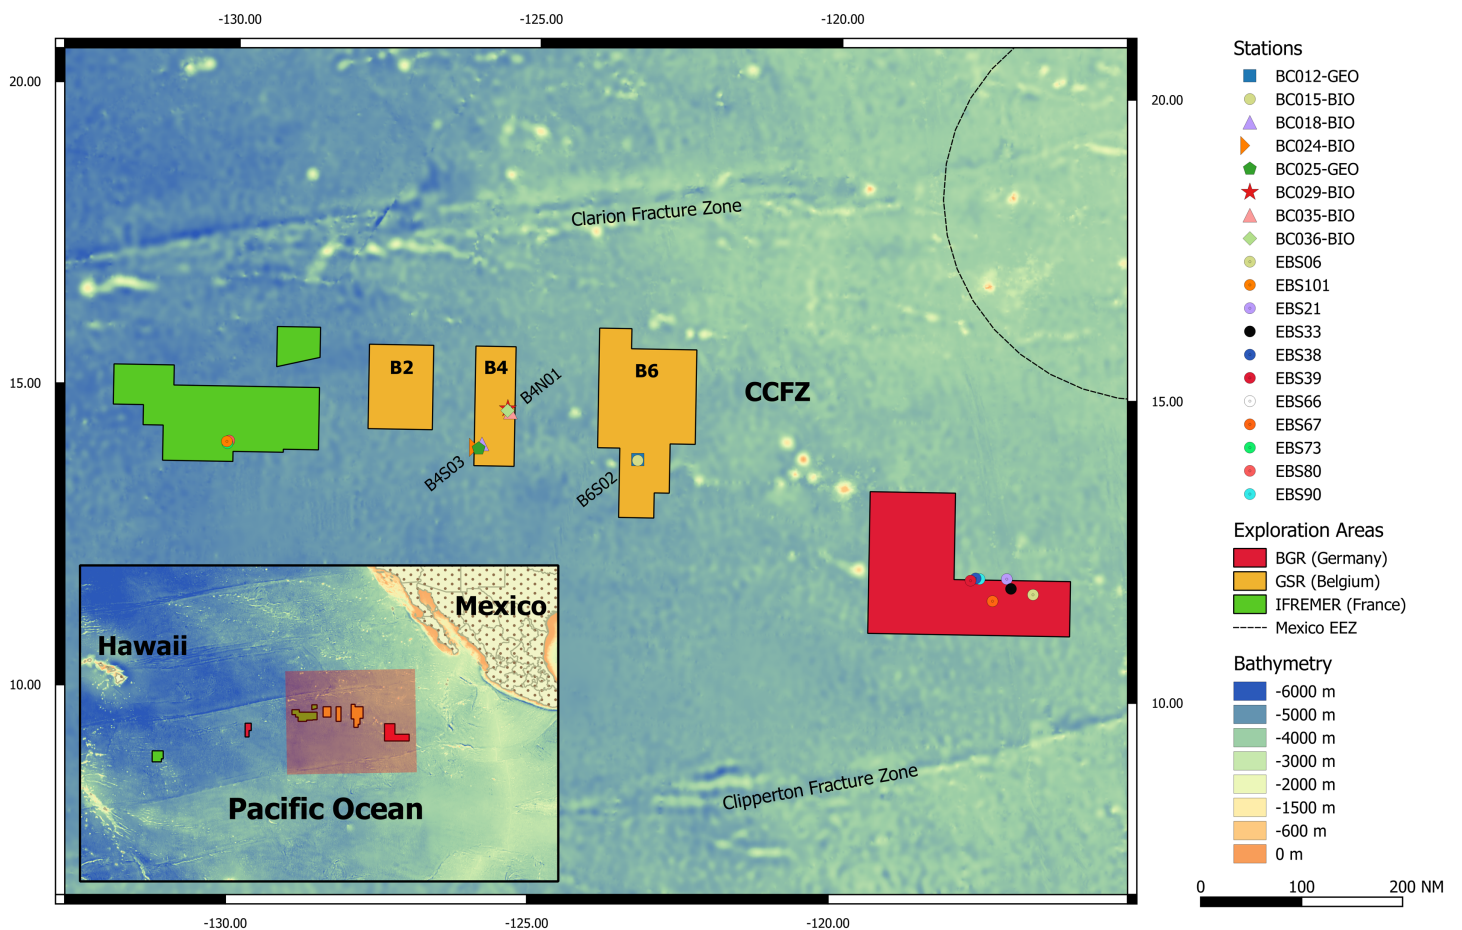 -130.00
-125.00
-120.00
20.00
20.00
15.00
15.00
10.00
10.00
Clarion Fracture Zone
B2
B4
B6
B4N01
CCFZ
B4S03
B6S02
Clipperton Fracture Zone
Mexico
Hawaii
Pacific Ocean
-130.00
-125.00
-120.00
Stations
BC012-GEO
BC015-BIO
BC018-BIO
BC024-BIO
BC025-GEO
BC029-BIO
BC035-BIO
BC036-BIO
EBS06
EBS101
EBS21
EBS33
EBS38
EBS39
EBS66
EBS67
EBS73
EBS80
EBS90
Exploration Areas
BGR (Germany)
GSR (Belgium)
IFREMER (France)
Mexico EEZ
Bathymetry
-6000 m
-5000 m
-4000 m
-3000 m
-2000 m
-1500 m
-600 m
0 m
0 100 200 NM